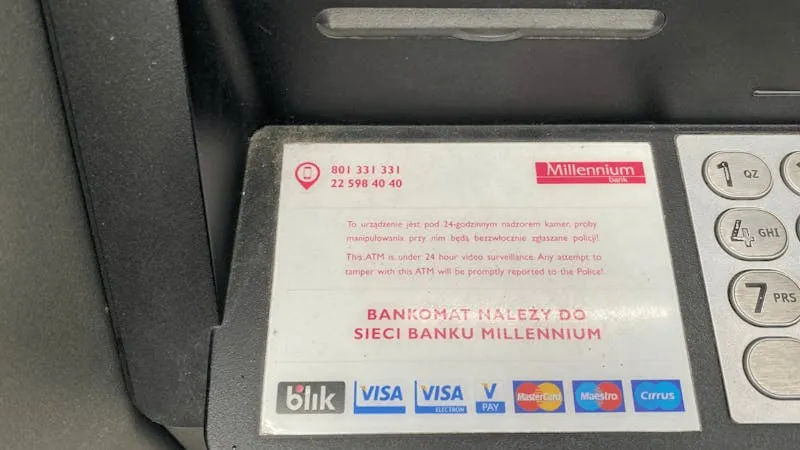 801 331 331
22 598 40 40
Millennium
bank
To urządzenie jest pod 24-godzinnym nadzorem kamer, próby
manipulowania przy nim będą bezzwłocznie zgłaszane policji!
This ATM is under 24 hour video surveillance. Any attempt to
tamper with this ATM will be promptly reported to the Police!
BANKOMAT NALEŻY DO
SIECI BANKU MILLENNIUM
blik
VISA
VISA
ELECTRON
V
PAY
MasterCard
Maestro
Cirrus
1 QZ
4 GHI
7 PRS